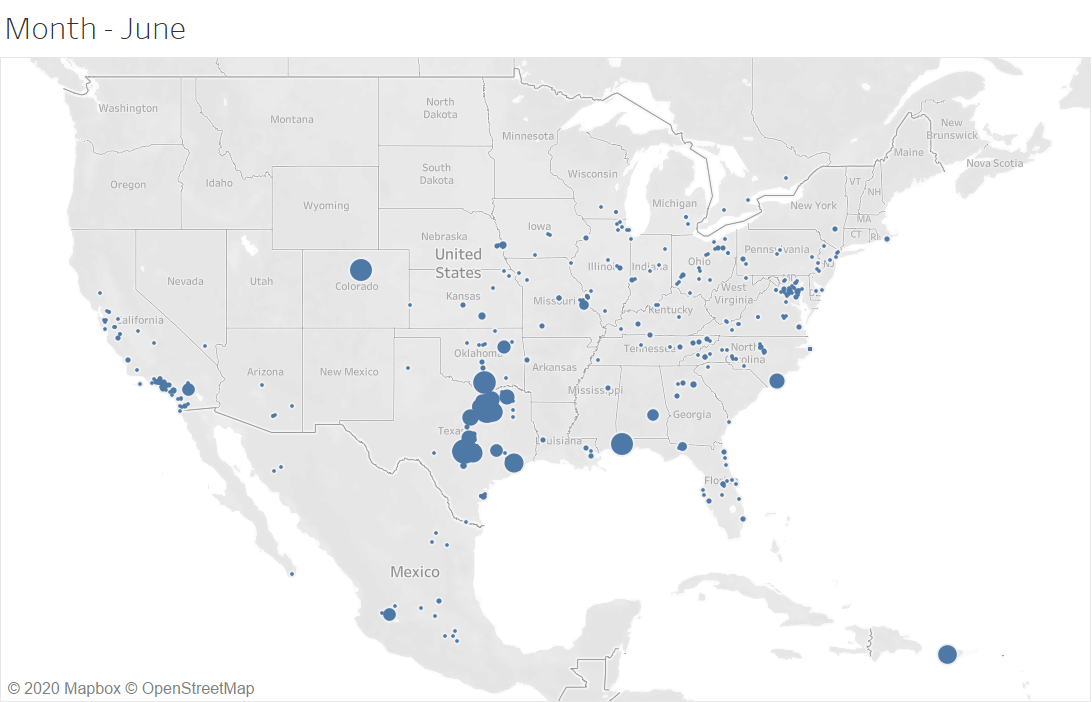 Month - June
Washington
Montana
North
Dakota
Minnesota
New
Brunswick
Maine
Nova Scotia
Oregon
Idaho
South
Dakota
Wisconsin
VT
NH
Wyoming
Michigan
New York
MA
CT
RI
Nebraska
Iowa
Pennsylvania
United
States
Nevada
Utah
Colorado
Illinois
Indiana
Ohio
NJ
Kansas
Missouri
West
Virginia
Kentucky
California
Tennessee
North
Carolina
Oklahoma
Arizona
New Mexico
Arkansas
Mississippi
Georgia
Texas
Louisiana
Florida
Mexico
© 2020 Mapbox © OpenStreetMap